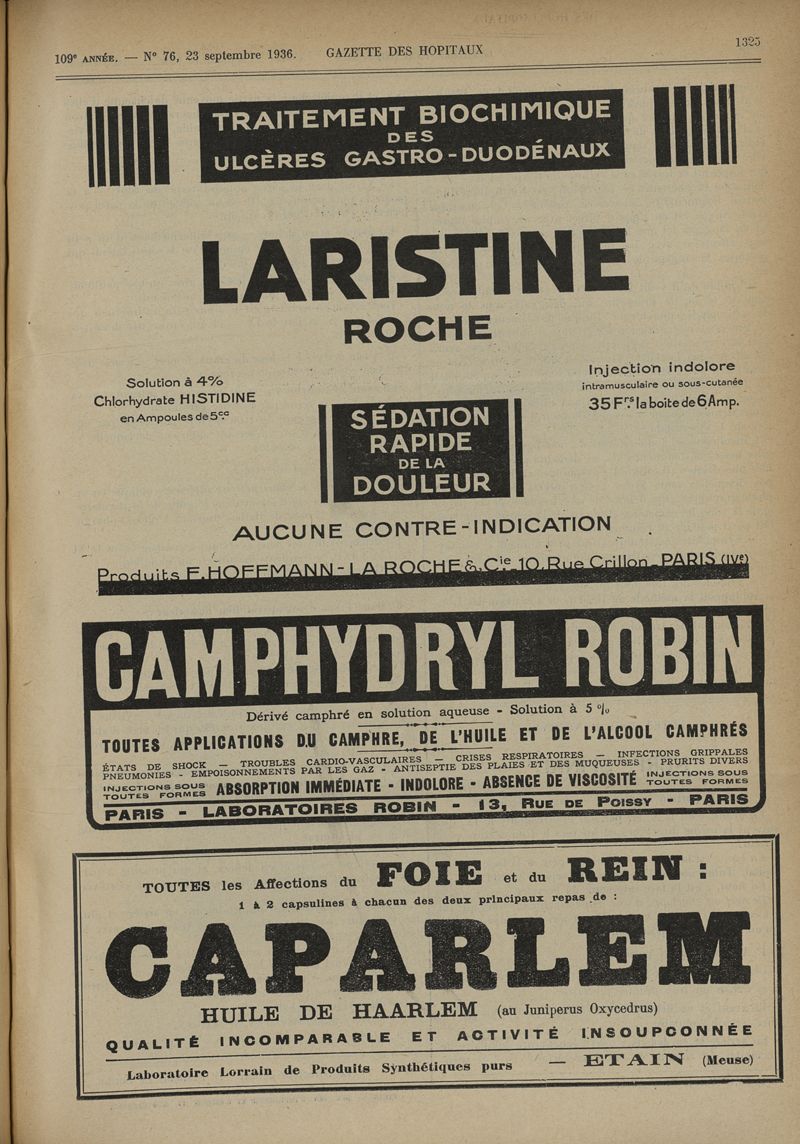 109e ANNÉE. — No 76, 23 septembre 1936. GAZETTE DES HOPITAUX 1325
TRAITEMENT BIOCHIMIQUE
DES
ULCÈRES GASTRO-DUODÉNAUX
LARISTINE
ROCHE
Solution à 4%
Chlorhydrate HISTIDINE
en Ampoules de 5cc
Injection indolore
intramusculaire ou sous-cutanée
35 Frs la boite de 6 Amp.
SÉDATION
RAPIDE
DE LA
DOULEUR
AUCUNE CONTRE-INDICATION
Produits F. HOFFMANN-LA ROCHE & Cie 10, Rue Crillon_PARIS (IVe)
CAMPHYDRYL ROBIN
Dérivé camphré en solution aqueuse - Solution à 5 %
TOUTES APPLICATIONS DU CAMPHRE, DE L'HUILE ET DE L'ALCOOL CAMPHRÉS
ÉTATS DE SHOCK — TROUBLES CARDIO-VASCULAIRES — CRISES RESPIRATOIRES — INFECTIONS GRIPPALES
PNEUMONIES - EMPOISONNEMENTS PAR LES GAZ - ANTISEPTIE DES PLAIES ET DES MUQUEUSES - PRURITS DIVERS
INJECTIONS SOUS TOUTES FORMES ABSORPTION IMMÉDIATE - INDOLORE - ABSENCE DE VISCOSITÉ INJECTIONS SOUS TOUTES FORMES
PARIS - LABORATOIRES ROBIN - 13, RUE DE POISSY - PARIS
TOUTES les Affections du FOIE et du REIN :
1 à 2 capsulines à chacun des deux principaux repas de :
CAPARLEM
HUILE DE HAARLEM (au Juniperus Oxycedrus)
QUALITÉ INCOMPARABLE ET ACTIVITÉ INSOUPCONNÉE
Laboratoire Lorrain de Produits Synthétiques purs — ETAIN (Meuse)